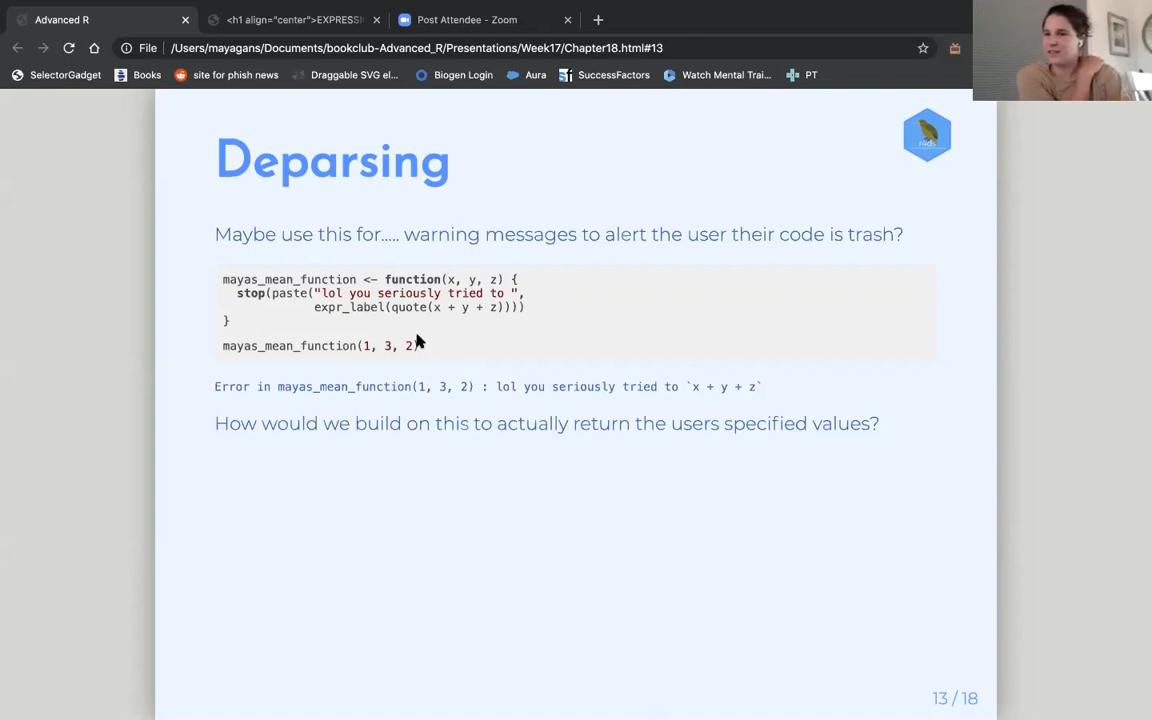 Advanced R
<h1 align="center">EXPRESSI
Post Attendee - Zoom
File
/Users/mayagans/Documents/bookclub-Advanced_R/Presentations/Week17/Chapter18.html#13
SelectorGadget
Books
site for phish news
Draggable SVG el...
Biogen Login
Aura
SuccessFactors
Watch Mental Trai...
PT
Deparsing
r4ds
Maybe use this for..... warning messages to alert the user their code is trash?
mayas_mean_function <- function(x, y, z) {
stop(paste("lol you seriously tried to ",
expr_label(quote(x + y + z))))
}
mayas_mean_function(1, 3, 2)
Error in mayas_mean_function(1, 3, 2) : lol you seriously tried to `x + y + z`
How would we build on this to actually return the users specified values?
13 / 18